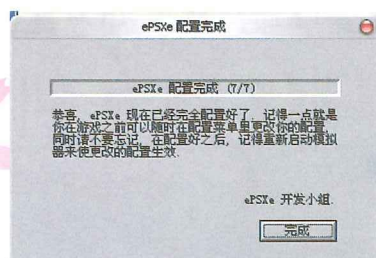 ePSXe 配置完成
ePSXe 配置完成 (7/7)
恭喜, ePSXe 现在已经完全配置好了. 记得一点就是
你在游戏之前可以随时在配置菜单里更改你的配置.
同时请不要忘记, 在配置好之后, 记得重新启动模拟
器来使更改的配置生效.
ePSXe 开发小组.
完成